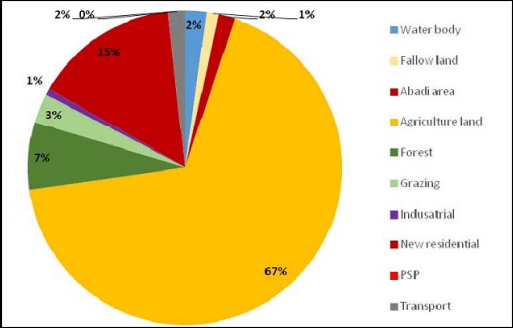 2% 0% 2% 2% 1%
15%
1%
3%
7%
67%
Water body
Fallow land
Abadi area
Agriculture land
Forest
Grazing
Indusatrial
New residential
PSP
Transport